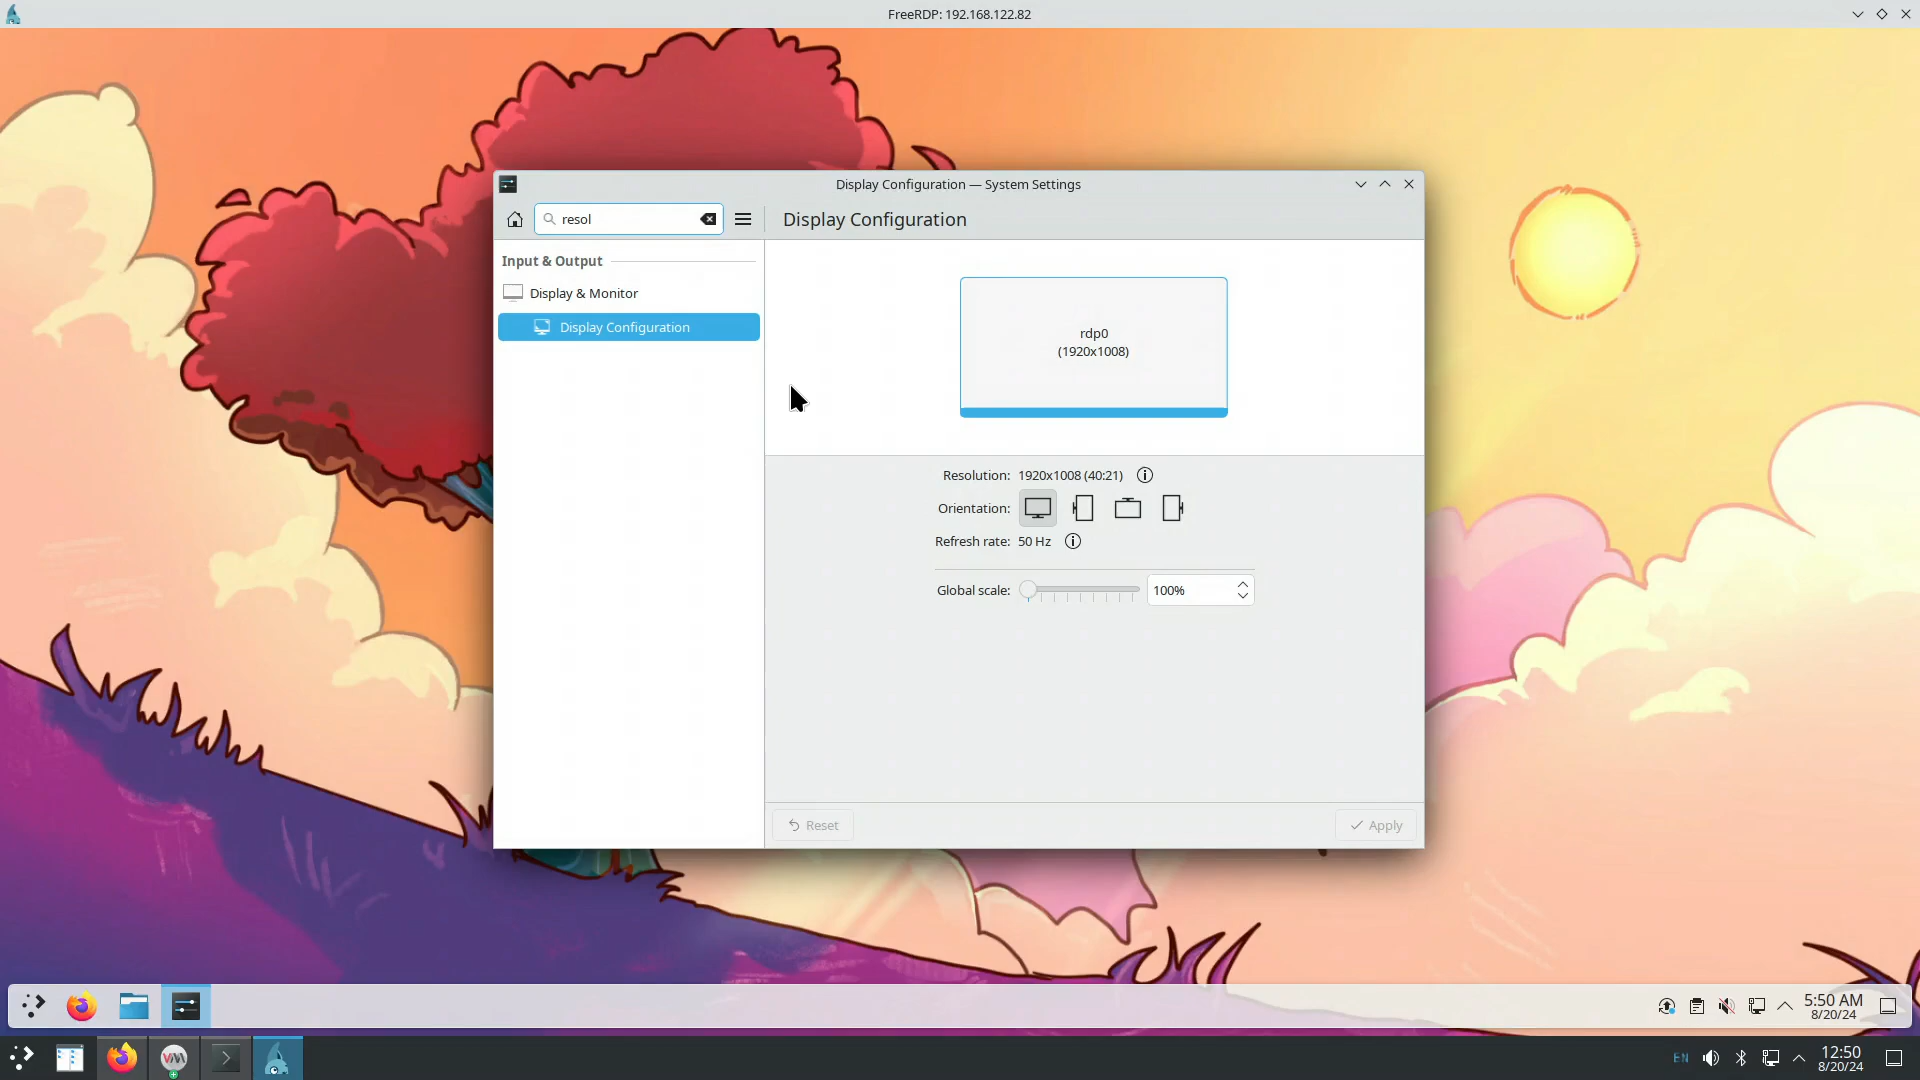 FreeRDP: 192.168.122.82
Display Configuration — System Settings
resol
Display Configuration
Input & Output
Display & Monitor
Display Configuration
rdp0
(1920x1008)
Resolution: 1920x1008 (40:21)
Orientation:
Refresh rate: 50 Hz
Global scale: 100%
Reset
Apply
5:50 AM
8/20/24
VM
EN
12:50
8/20/24